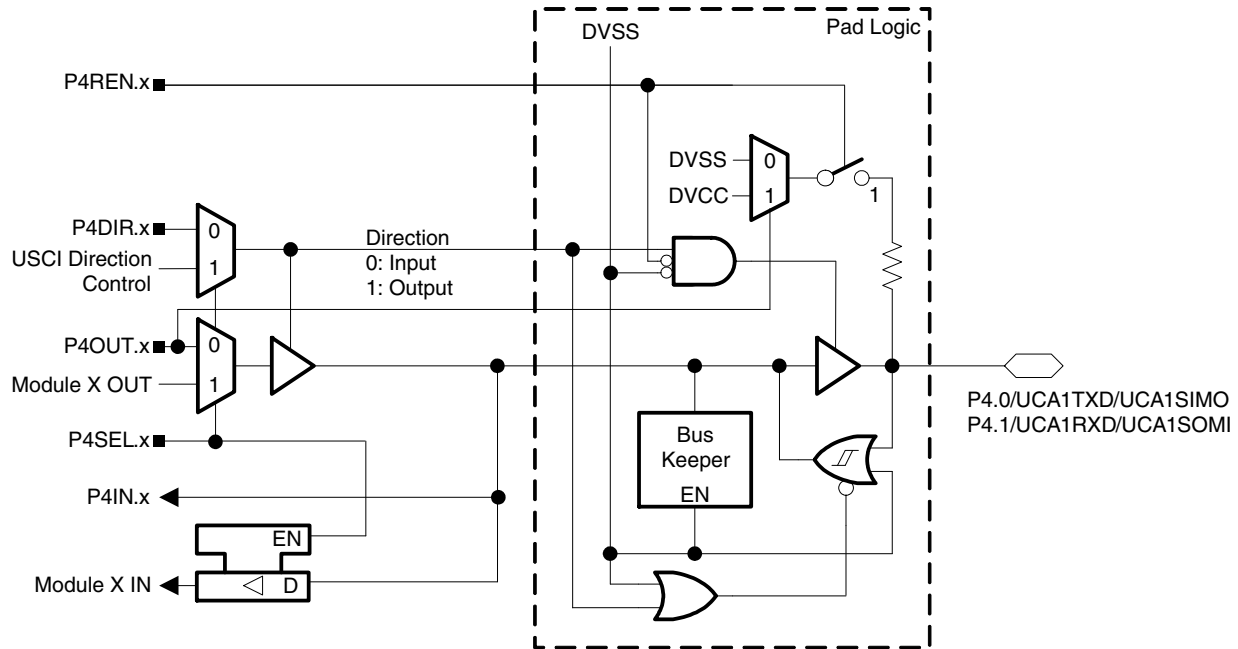 Pad Logic
DVSS
P4REN.x
DVSS
0
DVCC
1
1
P4DIR.x
0
USCI Direction
Control
1
Direction
0: Input
1: Output
P4OUT.x
0
Module X OUT
1
P4.0/UCA1TXD/UCA1SIMO
P4.1/UCA1RXD/UCA1SOMI
P4SEL.x
Bus
Keeper
EN
P4IN.x
EN
Module X IN
D